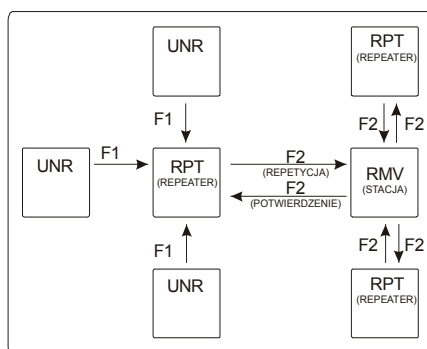 UNR
RPT
(REPEATER)
F1
F2
F2
UNR
F1
RPT
(REPEATER)
F2
(REPETYCJA)
F2
(POTWIERDZENIE)
RMV
(STACJA)
F1
F2
F2
UNR
RPT
(REPEATER)